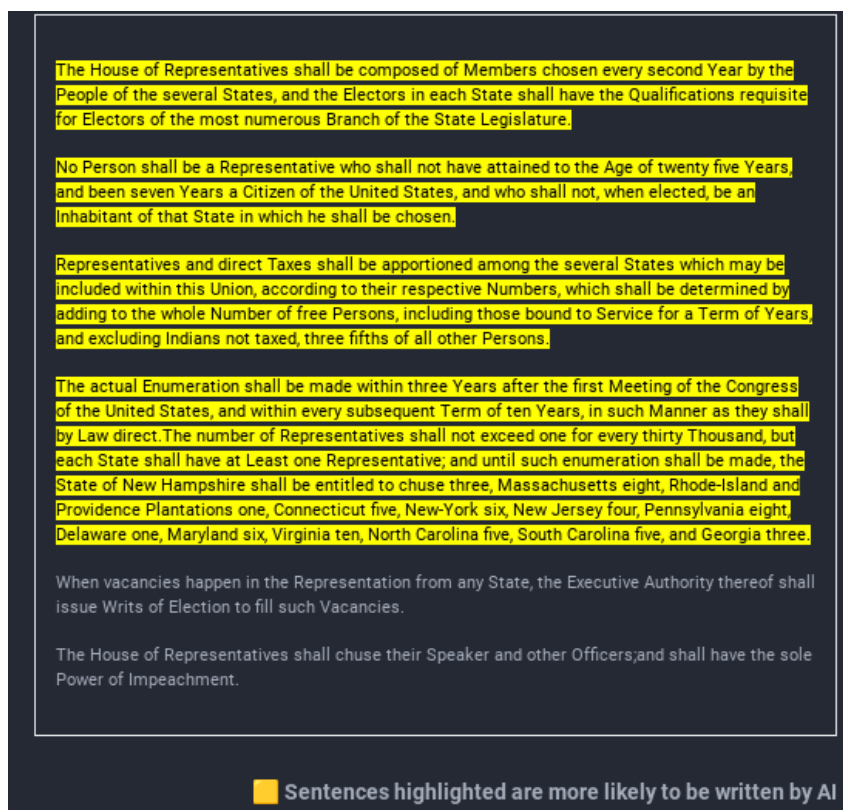 The House of Representatives shall be composed of Members chosen every second Year by the
People of the several States, and the Electors in each State shall have the Qualifications requisite
for Electors of the most numerous Branch of the State Legislature.
No Person shall be a Representative who shall not have attained to the Age of twenty five Years,
and been seven Years a Citizen of the United States, and who shall not, when elected, be an
Inhabitant of that State in which he shall be chosen.
Representatives and direct Taxes shall be apportioned among the several States which may be
included within this Union, according to their respective Numbers, which shall be determined by
adding to the whole Number of free Persons, including those bound to Service for a Term of Years,
and excluding Indians not taxed, three fifths of all other Persons.
The actual Enumeration shall be made within three Years after the first Meeting of the Congress
of the United States, and within every subsequent Term of ten Years, in such Manner as they shall
by Law direct.The number of Representatives shall not exceed one for every thirty Thousand, but
each State shall have at Least one Representative; and until such enumeration shall be made, the
State of New Hampshire shall be entitled to chuse three, Massachusetts eight, Rhode-Island and
Providence Plantations one, Connecticut five, New-York six, New Jersey four, Pennsylvania eight,
Delaware one, Maryland six, Virginia ten, North Carolina five, South Carolina five, and Georgia three.
When vacancies happen in the Representation from any State, the Executive Authority thereof shall
issue Writs of Election to fill such Vacancies.
The House of Representatives shall chuse their Speaker and other Officers;and shall have the sole
Power of Impeachment.
Sentences highlighted are more likely to be written by AI